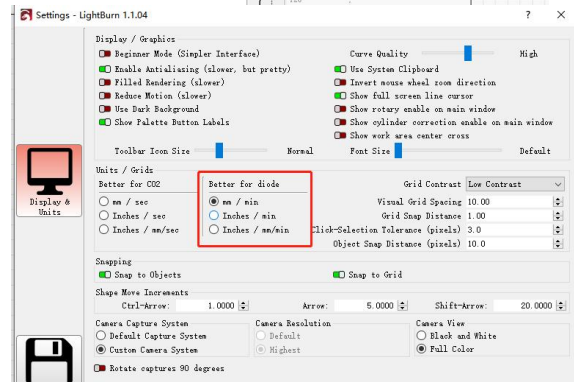 120
Settings - LightBurn 1.1.04 ? ×
Display / Graphics
Beginner Mode (Simpler Interface) Curve Quality High
Enable Antialiasing (slower, but pretty) Use System Clipboard
Filled Rendering (slower) Invert mouse wheel zoom direction
Reduce Motion (slower) Show full screen line cursor
Use Dark Background Show rotary enable on main window
Show Palette Button Labels Show cylinder correction enable on main window
Show work area center cross
Toolbar Icon Size Normal Font Size Default
Units / Grids
Better for CO2 Better for diode Grid Contrast Low Contrast
mm / sec mm / min Visual Grid Spacing 10.00
Inches / sec Inches / min Grid Snap Distance 1.00
Inches / mm/sec Inches / mm/min Click-Selection Tolerance (pixels) 3.0
Object Snap Distance (pixels) 10.0
Display & Units
Snapping
Snap to Objects Snap to Grid
Shape Move Increments
Ctrl-Arrow: 1.0000 Arrow: 5.0000 Shift-Arrow: 20.0000
Camera Capture System Camera Resolution Camera View
Default Capture System Default Black and White
Custom Camera System Highest Full Color
Rotate captures 90 degrees